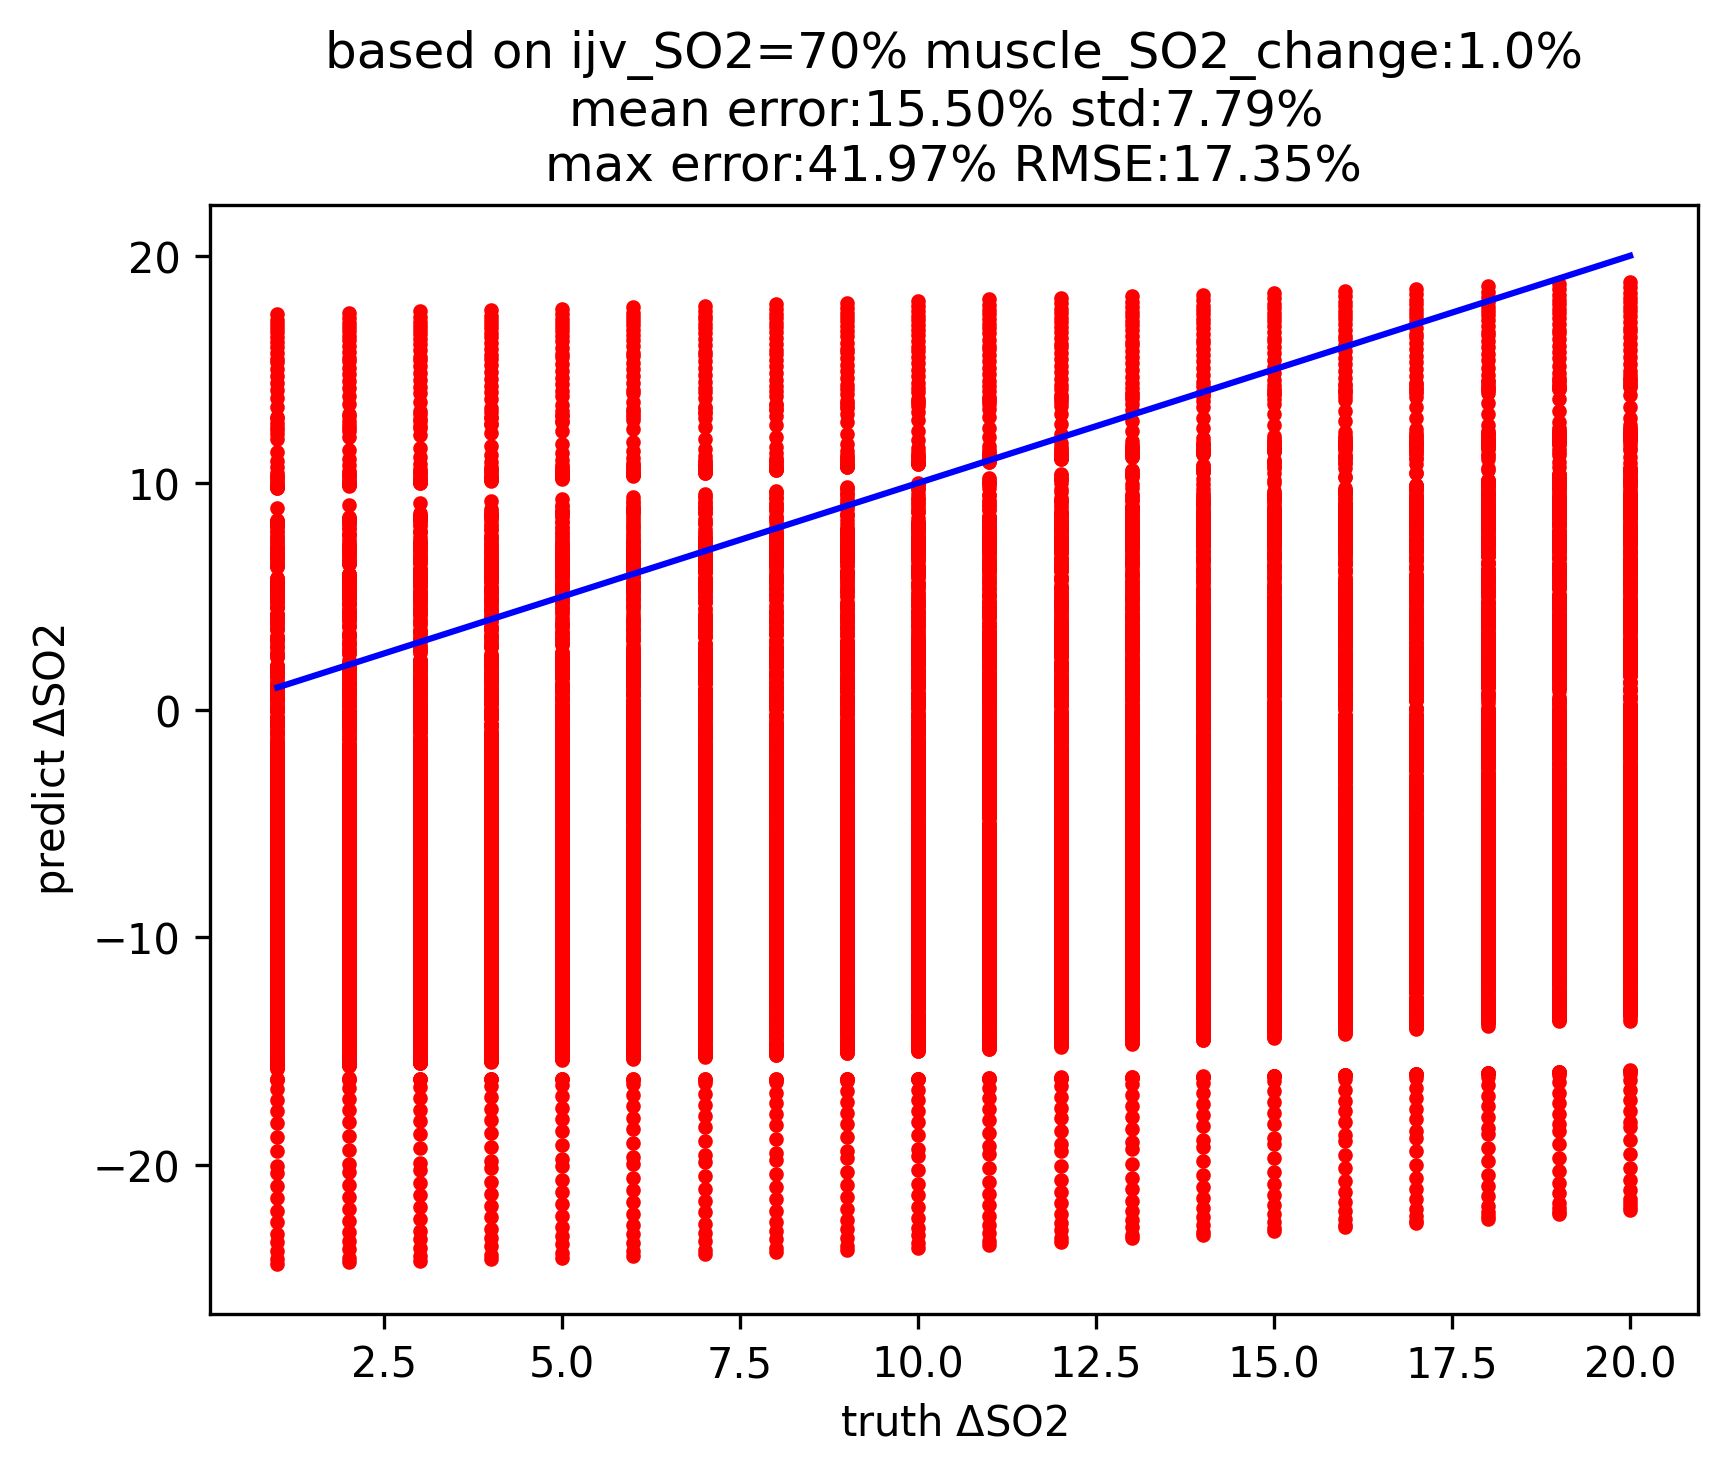 based on ijv_SO2=70% muscle_SO2_change:1.0%
mean error:15.50% std:7.79%
max error:41.97% RMSE:17.35%
20
10
0
−10
−20
predict ΔSO2
2.5 5.0 7.5 10.0 12.5 15.0 17.5 20.0
truth ΔSO2